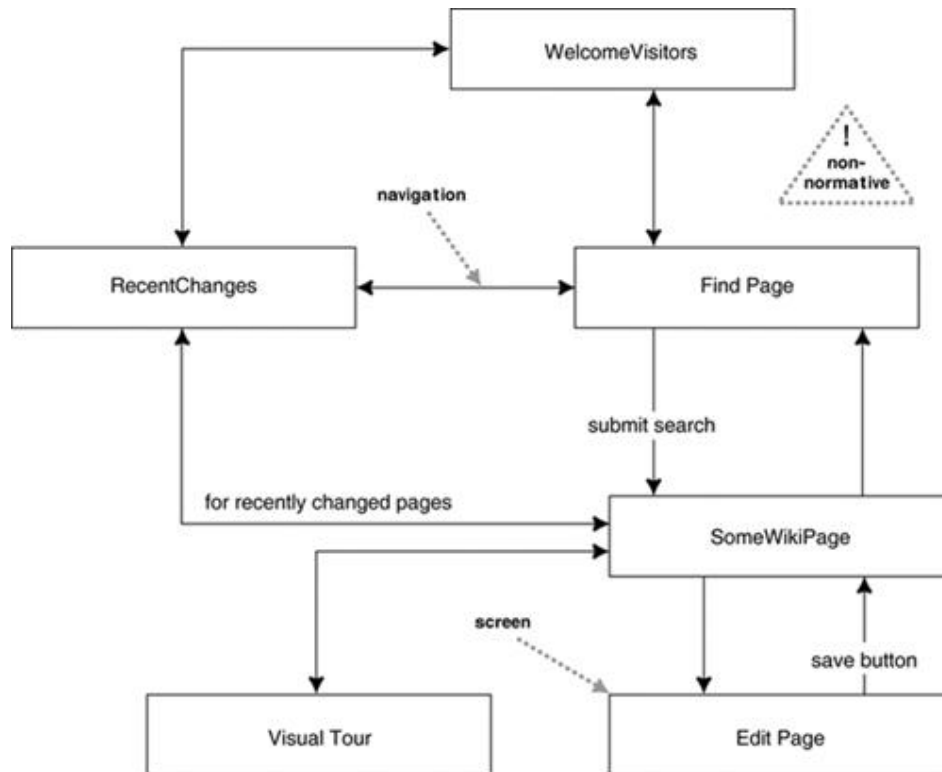 WelcomeVisitors
!
non-
normative
navigation
RecentChanges
Find Page
submit search
for recently changed pages
SomeWikiPage
screen
save button
Visual Tour
Edit Page